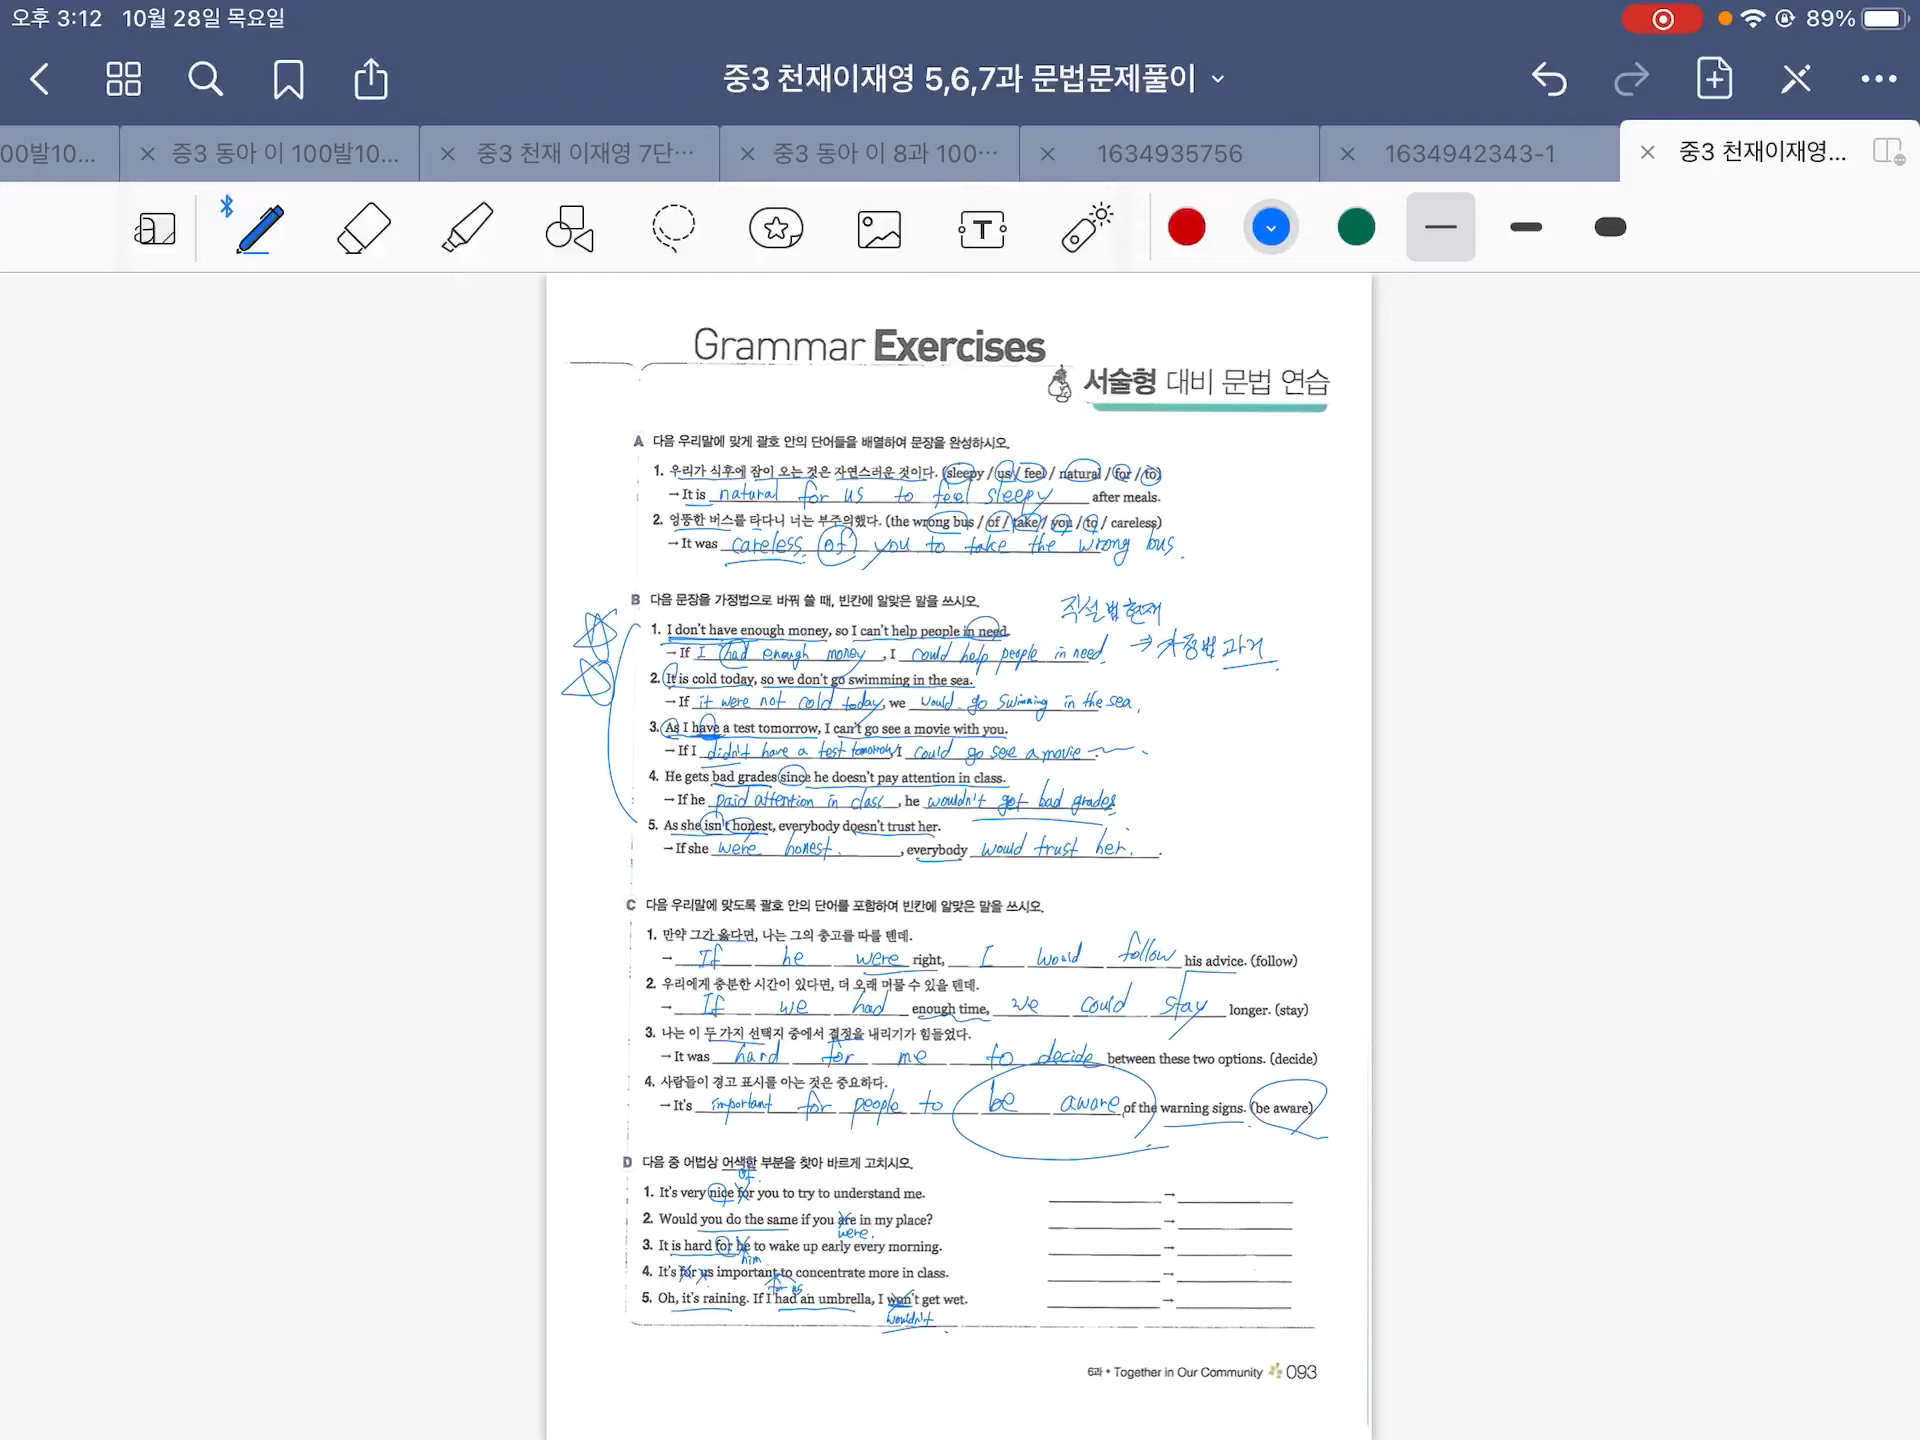 오후 3:12 10월 28일 목요일
89%
중3 천재이재영 5,6,7과 문법문제풀이
00발10...
중3 동아 이 100발10...
중3 천재 이재영 7단...
중3 동아 이 8과 100...
1634935756
1634942343-1
중3 천재이재영...
Grammar Exercises
서술형 대비 문법 연습
A 다음 우리말에 맞게 괄호 안의 단어들을 배열하여 문장을 완성하시오.
1. 우리가 식후에 잠이 오는 것은 자연스러운 것이다. (sleepy / us / feel / natural / for / to)
→ It is natural for us to feel sleepy after meals.
2. 엉뚱한 버스를 타다니 너는 부주의했다. (the wrong bus / of / take / you / to / careless)
→ It was careless of you to take the wrong bus.
B 다음 문장을 가정법으로 바꿔 쓸 때, 빈칸에 알맞은 말을 쓰시오.
직설법현재
1. I don't have enough money, so I can't help people in need.
→ If I had enough money, I could help people in need. ⇒ 가정법 과거
2. It is cold today, so we don't go swimming in the sea.
→ If it were not cold today, we would go swimming in the sea.
3. As I have a test tomorrow, I can't go see a movie with you.
→ If I didn't have a test tomorrow, I could go see a movie
4. He gets bad grades since he doesn't pay attention in class.
→ If he paid attention in class, he wouldn't get bad grades
5. As she isn't honest, everybody doesn't trust her.
→ If she were honest, everybody would trust her.
C 다음 우리말에 맞도록 괄호 안의 단어를 포함하여 빈칸에 알맞은 말을 쓰시오.
1. 만약 그가 옳다면, 나는 그의 충고를 따를 텐데.
→ If he were right, I would follow his advice. (follow)
2. 우리에게 충분한 시간이 있다면, 더 오래 머물 수 있을 텐데.
→ If we had enough time, we could stay longer. (stay)
3. 나는 이 두 가지 선택지 중에서 결정을 내리기가 힘들었다.
→ It was hard for me to decide between these two options. (decide)
4. 사람들이 경고 표시를 아는 것은 중요하다.
→ It's important for people to be aware of the warning signs. (be aware)
D 다음 중 어법상 어색한 부분을 찾아 바르게 고치시오.
of
1. It's very nice for you to try to understand me. →
2. Would you do the same if you are in my place? →
were.
3. It is hard for he to wake up early every morning. →
him
4. It's for us important to concentrate more in class. →
for us
5. Oh, it's raining. If I had an umbrella, I won't get wet. →
wouldn't
6과 • Together in Our Community 093